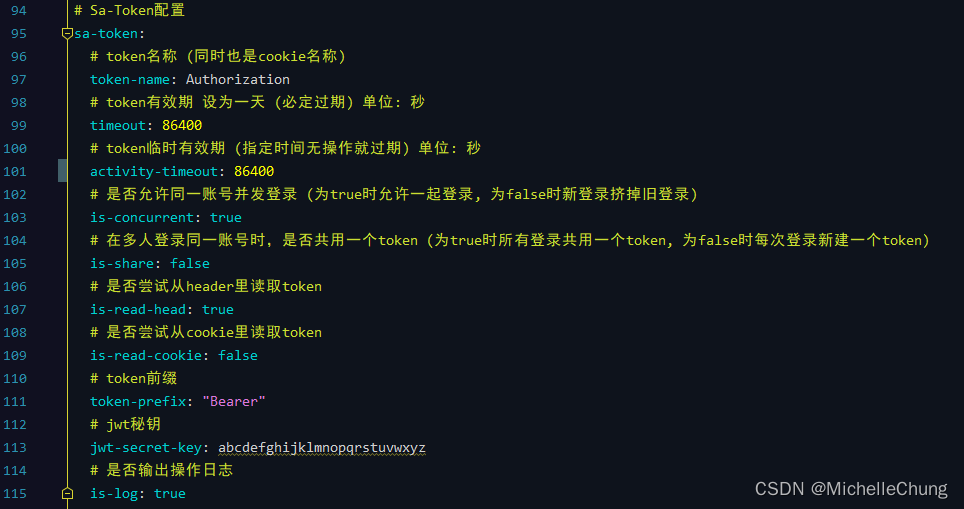 94 # Sa-Token配置
95 sa-token:
96 # token名称 (同时也是cookie名称)
97 token-name: Authorization
98 # token有效期 设为一天 (必定过期) 单位: 秒
99 timeout: 86400
100 # token临时有效期 (指定时间无操作就过期) 单位: 秒
101 activity-timeout: 86400
102 # 是否允许同一账号并发登录 (为true时允许一起登录, 为false时新登录挤掉旧登录)
103 is-concurrent: true
104 # 在多人登录同一账号时，是否共用一个token (为true时所有登录共用一个token, 为false时每次登录新建一个token)
105 is-share: false
106 # 是否尝试从header里读取token
107 is-read-head: true
108 # 是否尝试从cookie里读取token
109 is-read-cookie: false
110 # token前缀
111 token-prefix: "Bearer"
112 # jwt秘钥
113 jwt-secret-key: abcdefghijklmnopqrstuvwxyz
114 # 是否输出操作日志
115 is-log: true
CSDN @MichelleChung